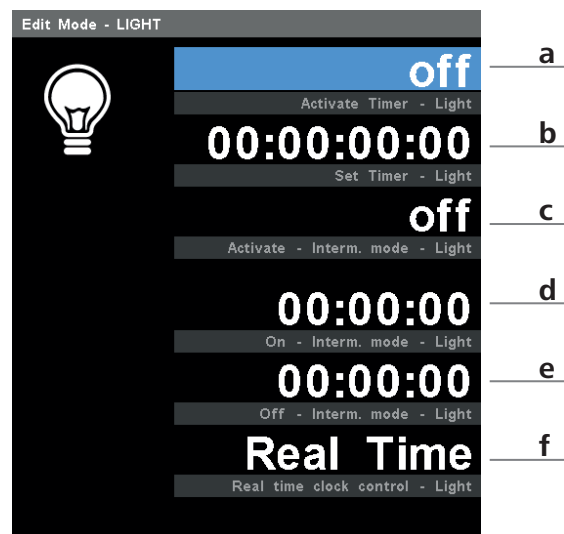 Edit Mode - LIGHT
off
a
Activate Timer - Light
00:00:00:00
b
Set Timer - Light
off
c
Activate - Interm. mode - Light
00:00:00
d
On - Interm. mode - Light
00:00:00
e
Off - Interm. mode - Light
Real Time
f
Real time clock control - Light